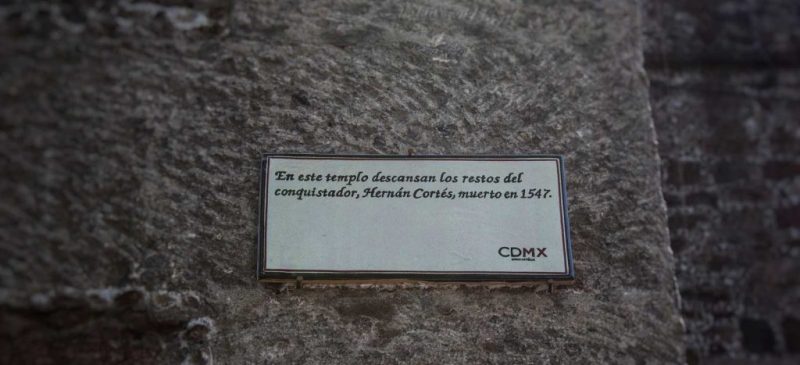 En este templo descansan los restos del
conquistador, Hernán Cortés, muerto en 1547.
CDMX